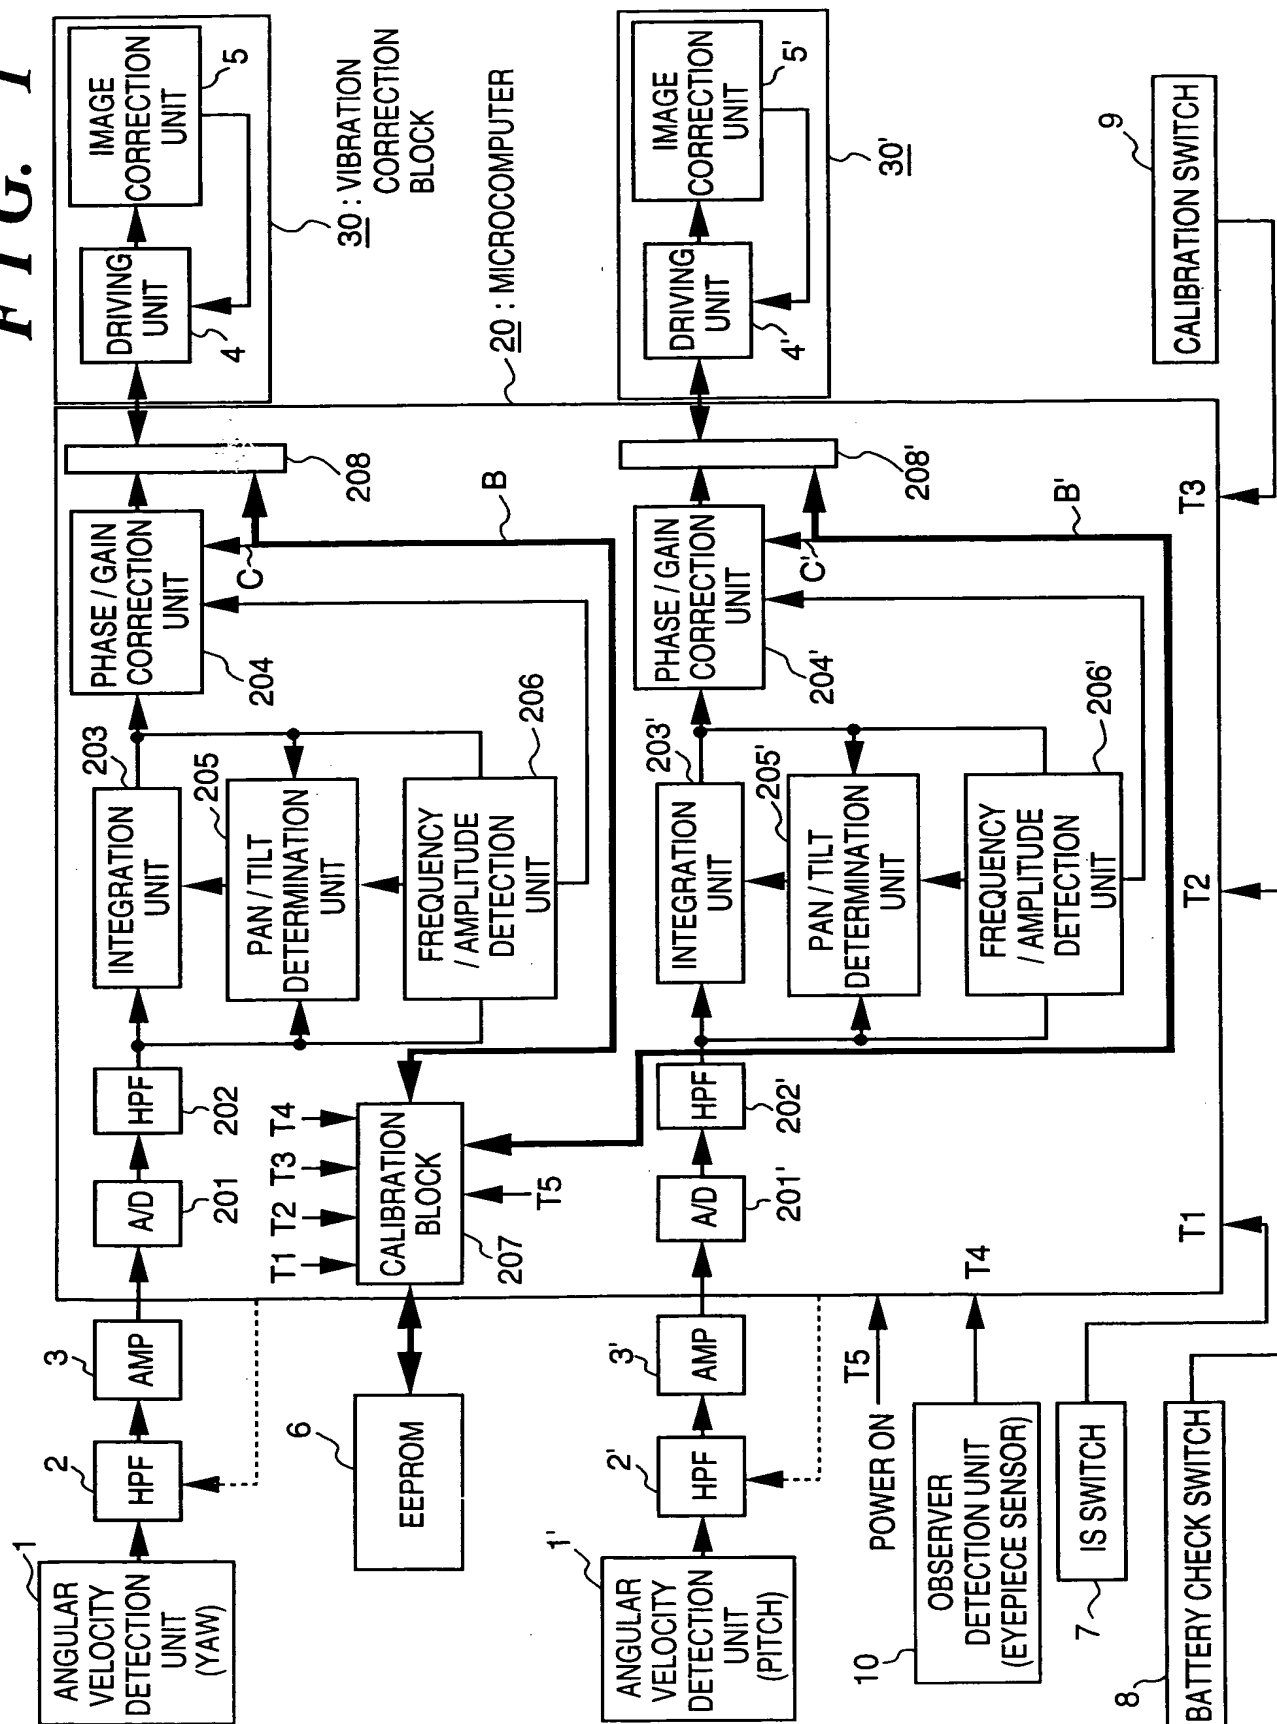 FIG. 1
1
ANGULAR
VELOCITY
DETECTION
UNIT
(YAW)
2
HPF
3
AMP
A/D
201
HPF
202
203
INTEGRATION
UNIT
205
PAN / TILT
DETERMINATION
UNIT
FREQUENCY
/ AMPLITUDE
DETECTION
UNIT
206
PHASE / GAIN
CORRECTION
UNIT
204
C
B
208
DRIVING
UNIT
4
IMAGE
CORRECTION
UNIT
5
30 : VIBRATION
CORRECTION
BLOCK
20 : MICROCOMPUTER
6
EEPROM
T1
T2
T3
T4
CALIBRATION
BLOCK
207
T5
1'
ANGULAR
VELOCITY
DETECTION
UNIT
(PITCH)
2'
HPF
3'
AMP
A/D
201'
HPF
202'
203'
INTEGRATION
UNIT
205'
PAN / TILT
DETERMINATION
UNIT
FREQUENCY
/ AMPLITUDE
DETECTION
UNIT
206'
PHASE / GAIN
CORRECTION
UNIT
204'
C'
B'
208'
DRIVING
UNIT
4'
IMAGE
CORRECTION
UNIT
5'
30'
POWER ON
T5
10
OBSERVER
DETECTION UNIT
(EYEPIECE SENSOR)
T4
7
IS SWITCH
T1
8
BATTERY CHECK SWITCH
T2
T3
9
CALIBRATION SWITCH